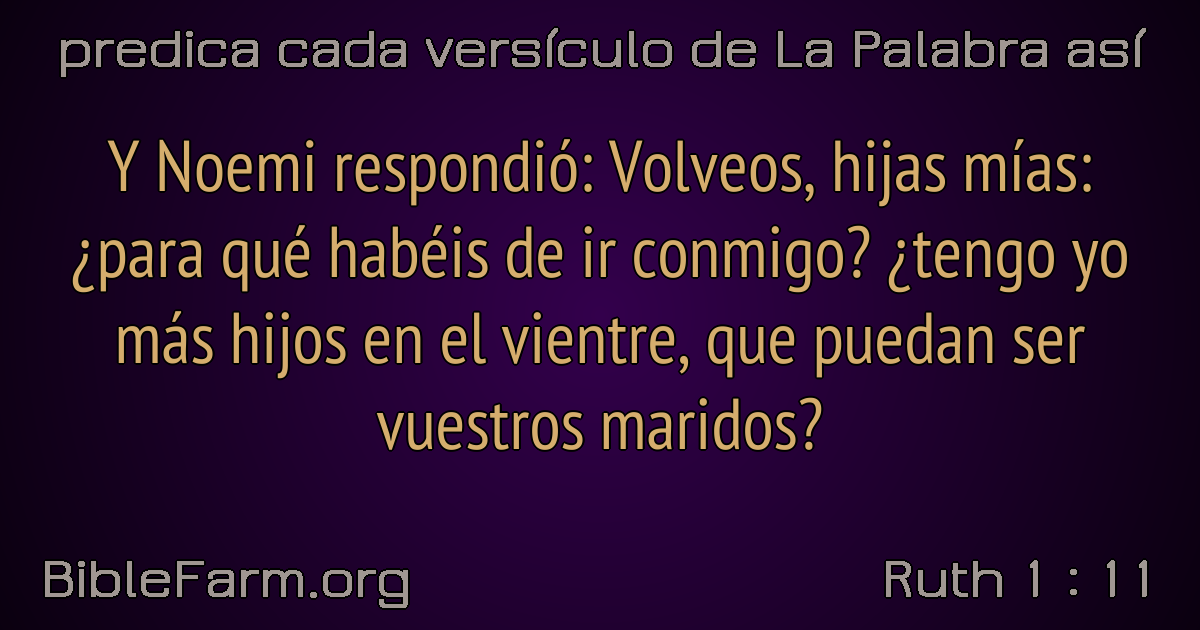 predica cada versículo de La Palabra así
Y Noemi respondió: Volveos, hijas mías:
¿para qué habéis de ir conmigo? ¿tengo yo
más hijos en el vientre, que puedan ser
vuestros maridos?
BibleFarm.org
Ruth 1 : 11